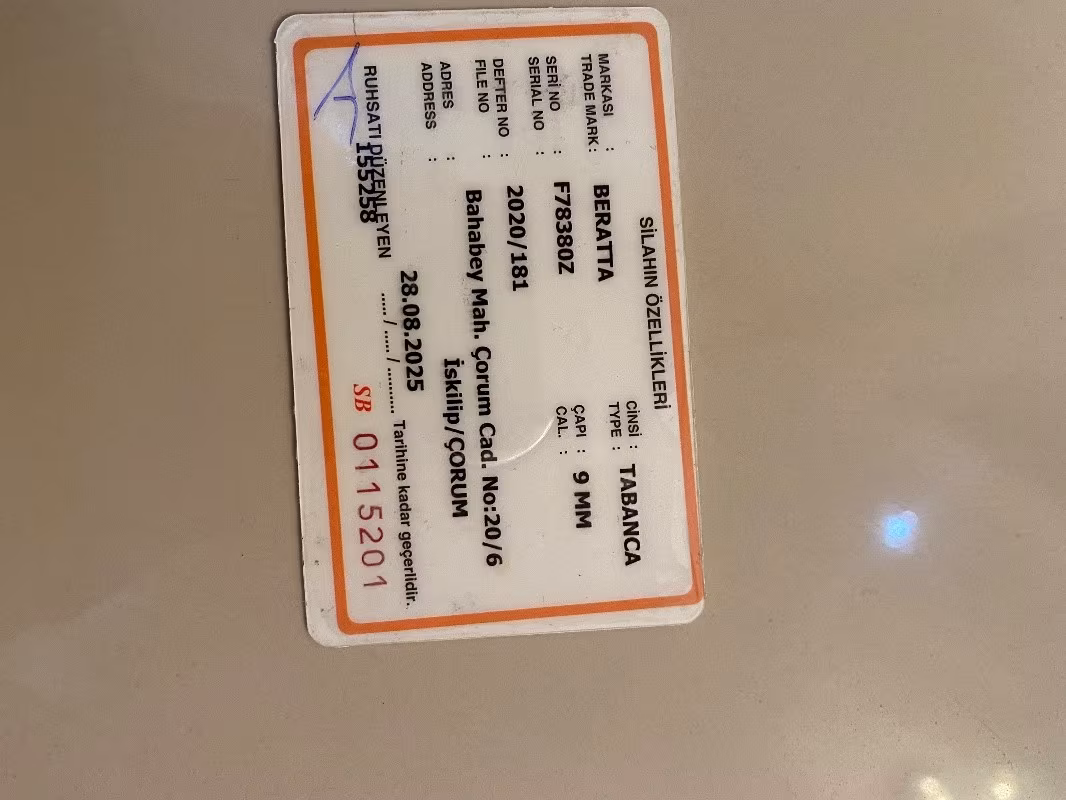 SİLAHIN ÖZELLİKLERİ
MARKASI : CİNSİ :
TRADE MARK : BERATTA TYPE : TABANCA
SERİ NO : F78380Z ÇAPI : 9 MM
SERIAL NO : CAL. :
DEFTER NO : 2020/181
FILE NO :
ADRES : Bahabey Mah. Çorum Cad. No:20/6
ADDRESS : İskilip/ÇORUM
28.08.2025
RUHSATI DÜZENLEYEN ..... / ..... / .......... Tarihine kadar geçerlidir.
155258
SB 0115201